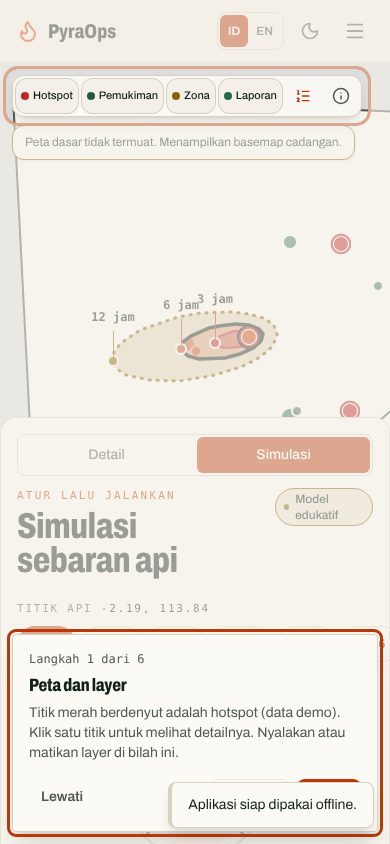 PyraOps
ID EN
Hotspot Pemukiman Zona Laporan
Peta dasar tidak termuat. Menampilkan basemap cadangan.
12 jam 6 jam 3 jam
Detail Simulasi
ATUR LALU JALANKAN
Model edukatif
Simulasi
sebaran api
TITIK API -2.19, 113.84
Langkah 1 dari 6
Peta dan layer
Titik merah berdenyut adalah hotspot (data demo).
Klik satu titik untuk melihat detailnya. Nyalakan atau
matikan layer di bilah ini.
Lewati
Aplikasi siap dipakai offline.